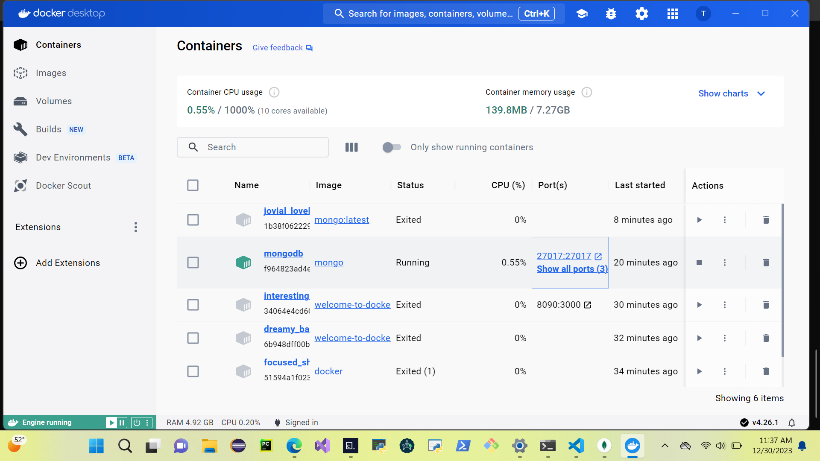 docker desktop
Search for images, containers, volume... Ctrl+K
T
Containers
Images
Volumes
Builds NEW
Dev Environments BETA
Docker Scout
Extensions
Add Extensions
Containers Give feedback
Container CPU usage
0.55% / 1000% (10 cores available)
Container memory usage
139.8MB / 7.27GB
Show charts
Search
Only show running containers
Name Image Status CPU (%) Port(s) Last started Actions
jovial_lovel
1b38f062229 mongo:latest Exited 0% 8 minutes ago
mongodb
f964823ad4e mongo Running 0.55% 27017:27017 20 minutes ago
Show all ports (3)
interesting_
34064e4cd60 welcome-to-docke Exited 0% 8090:3000 30 minutes ago
dreamy_ba
6b948dff00b welcome-to-docke Exited 0% 32 minutes ago
focused_sh
51594a1f023 docker Exited (1) 0% 34 minutes ago
Showing 6 items
Engine running
RAM 4.92 GB CPU 0.20% Signed in
v4.26.1
52°
11:37 AM
12/30/2023